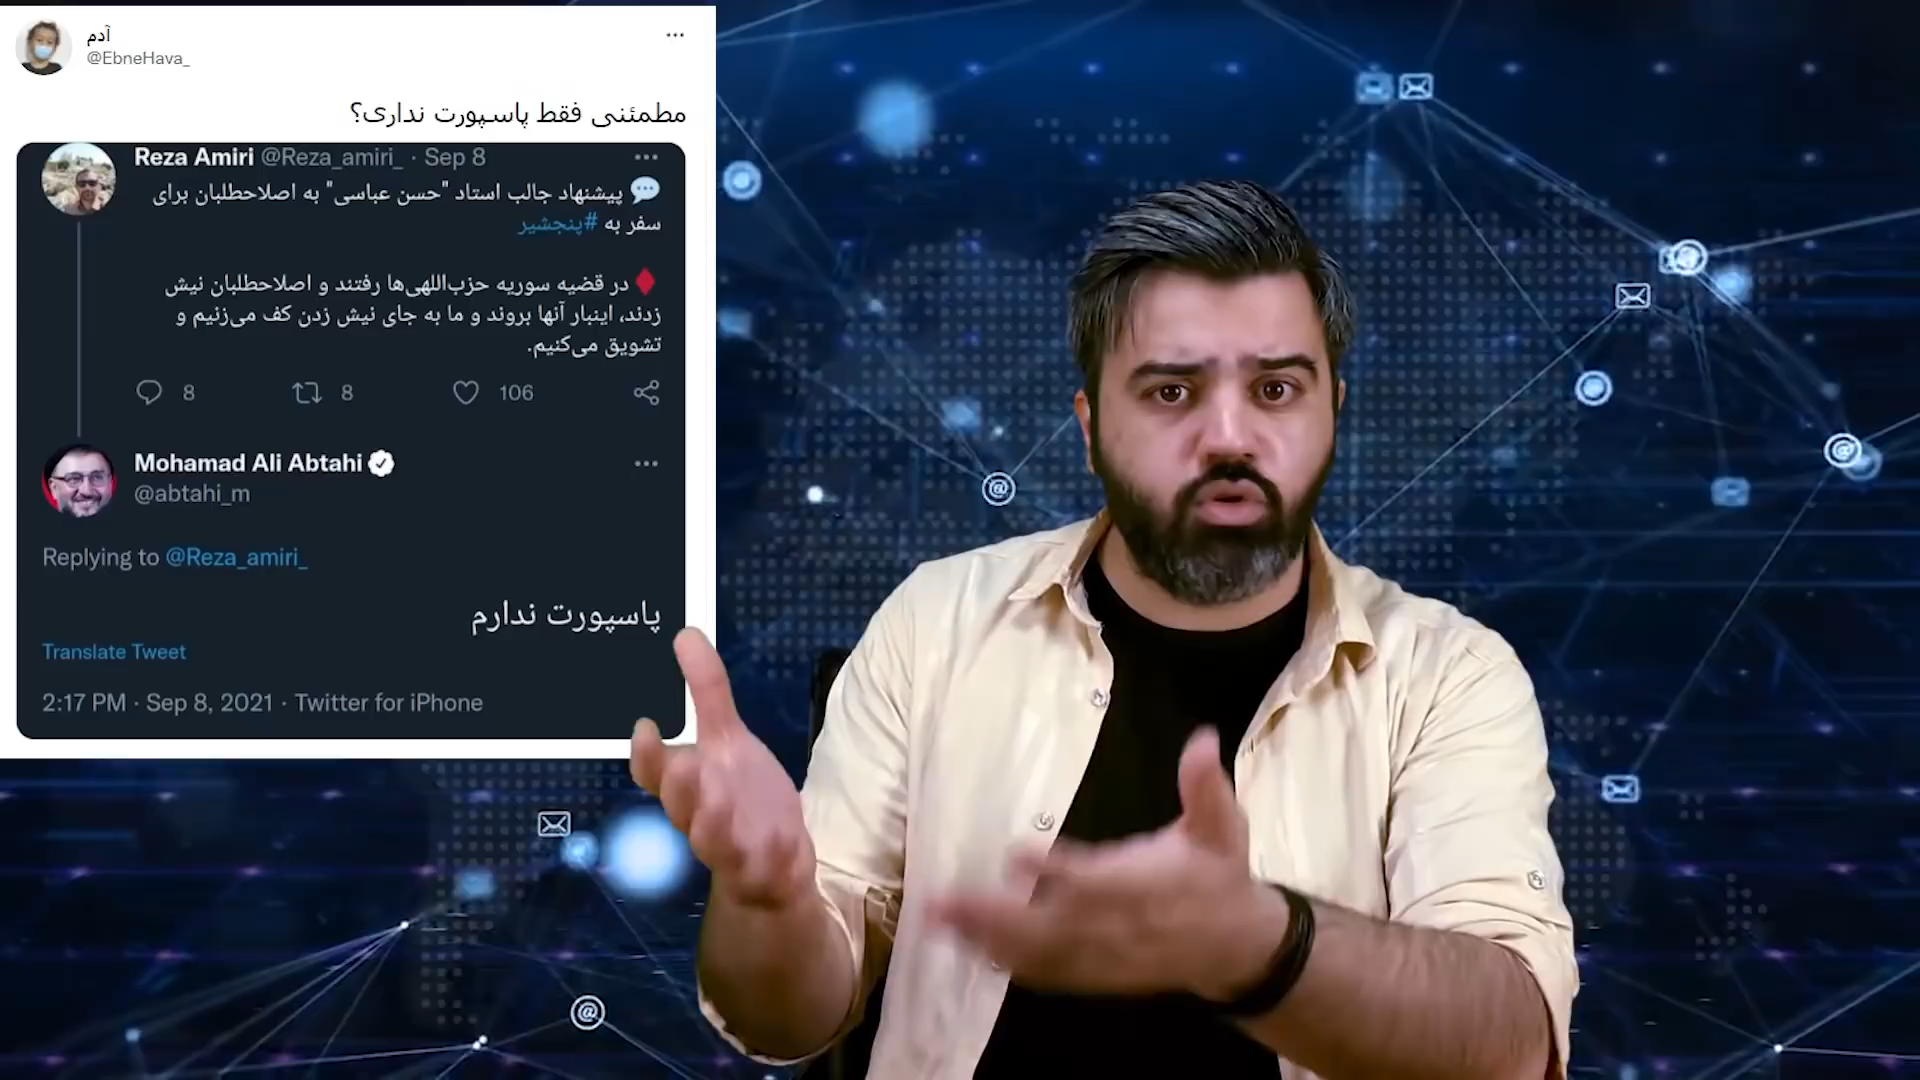 آدم
@EbneHava_
مطمئنی فقط پاسپورت نداری؟
Reza Amiri @Reza_amiri_ · Sep 8
💬 پیشنهاد جالب استاد "حسن عباسی" به اصلاحطلبان برای
سفر به #پنجشیر
♦️ در قضیه سوریه حزب‌اللهی‌ها رفتند و اصلاحطلبان نیش
زدند، اینبار آنها بروند و ما به جای نیش زدن کف می‌زنیم و
تشویق می‌کنیم.
8 8 106
Mohamad Ali Abtahi
@abtahi_m
Replying to @Reza_amiri_
پاسپورت ندارم
Translate Tweet
2:17 PM · Sep 8, 2021 · Twitter for iPhone